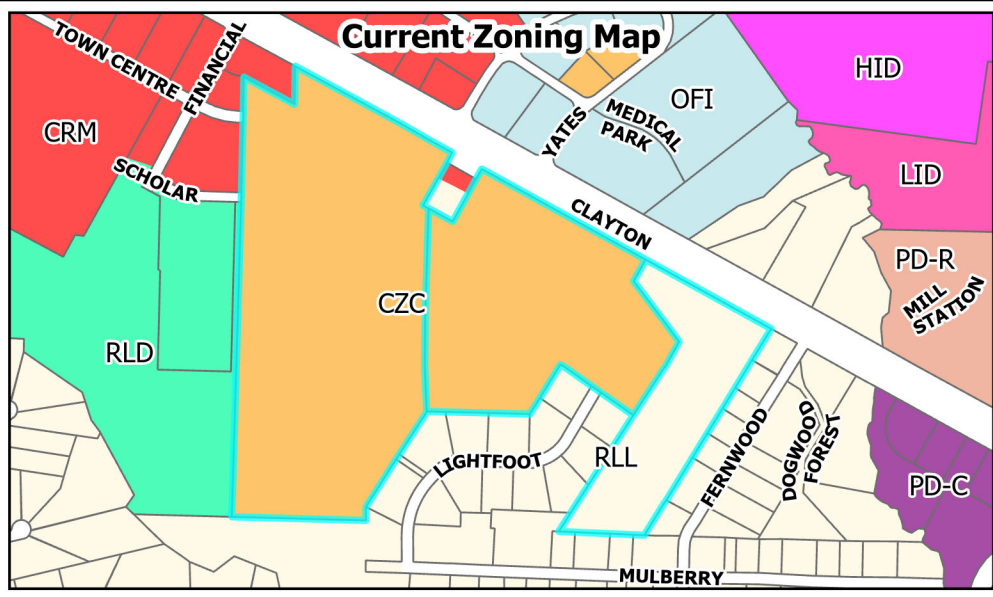 Current Zoning Map
TOWN CENTRE
FINANCIAL
HID
OFI
CRM
YATES
MEDICAL
PARK
SCHOLAR
LID
CLAYTON
PD-R
MILL
STATION
CZC
RLD
LIGHTFOOT
RLL
FERNWOOD
DOGWOOD
FOREST
PD-C
MULBERRY